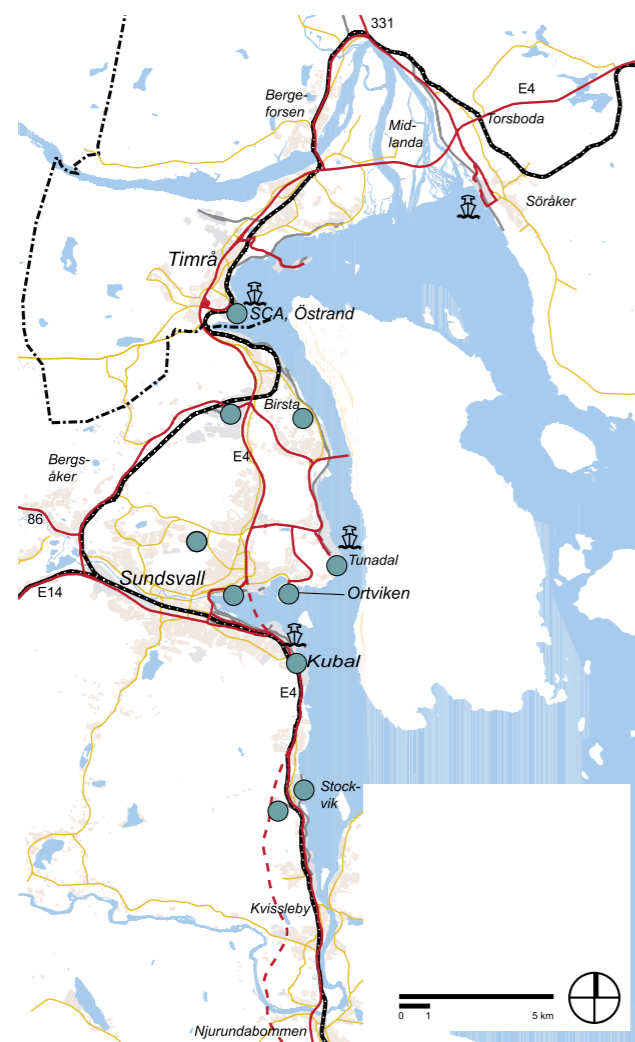 331
E4
Berge-
forsen
Torsboda
Mid-
landa
Söråker
Timrå
SCA, Östrand
Birsta
E4
Bergs-
åker
86
Tunadal
Sundsvall
E14
Ortviken
Kubal
E4
Stock-
vik
Kvissleby
0 1 5 km
Njurundabommen